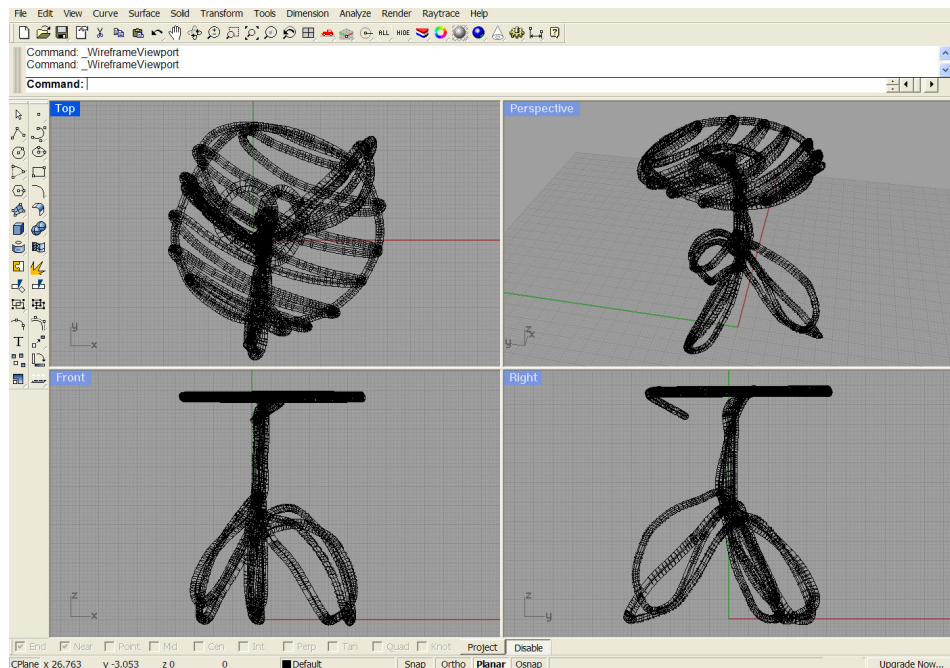 File Edit View Curve Surface Solid Transform Tools Dimension Analyze Render Raytrace Help
ALL HIDE
Command: _WireframeViewport
Command: _WireframeViewport
Command:
Top
Perspective
y
x
z
x
y
T
Front
Right
z
x
z
y
End Near Point Mid Cen Int Perp Tan Quad Knot Project Disable
CPlane x 26.763 y -3.053 z 0 0 Default Snap Ortho Planar Osnap Upgrade Now...